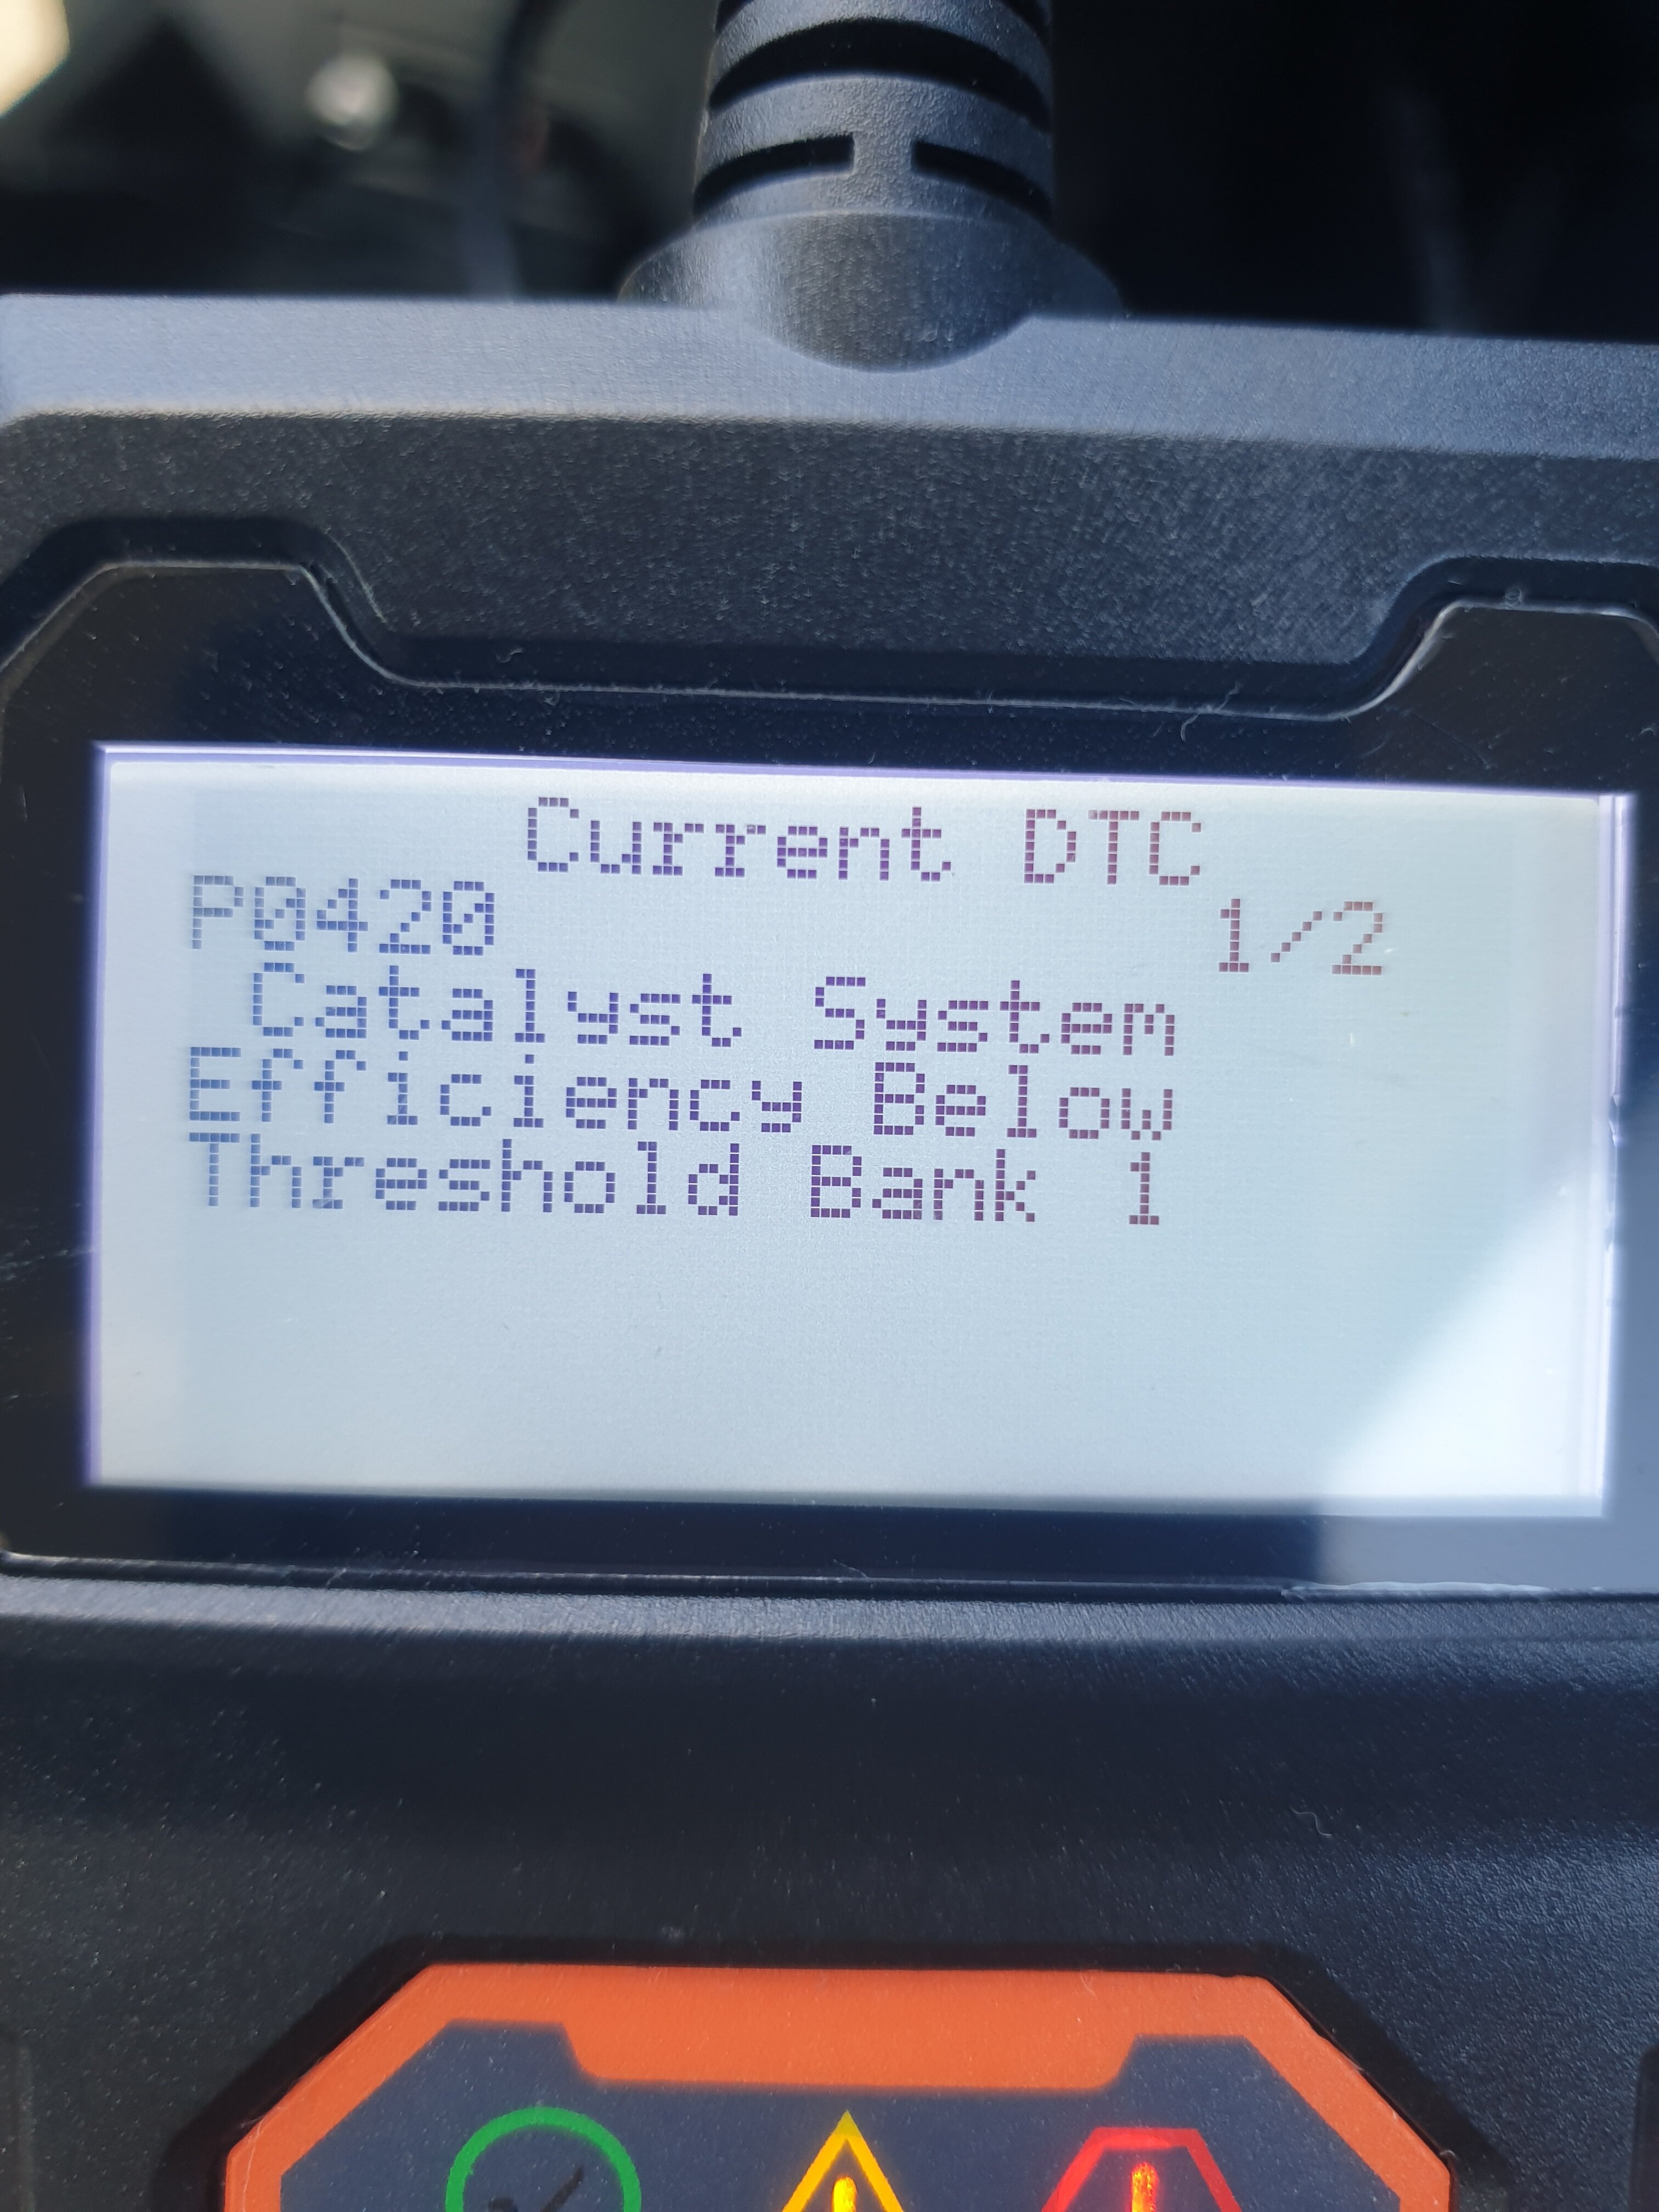 Current DTC
P0420 1/2
Catalyst System
Efficiency Below
Threshold Bank 1